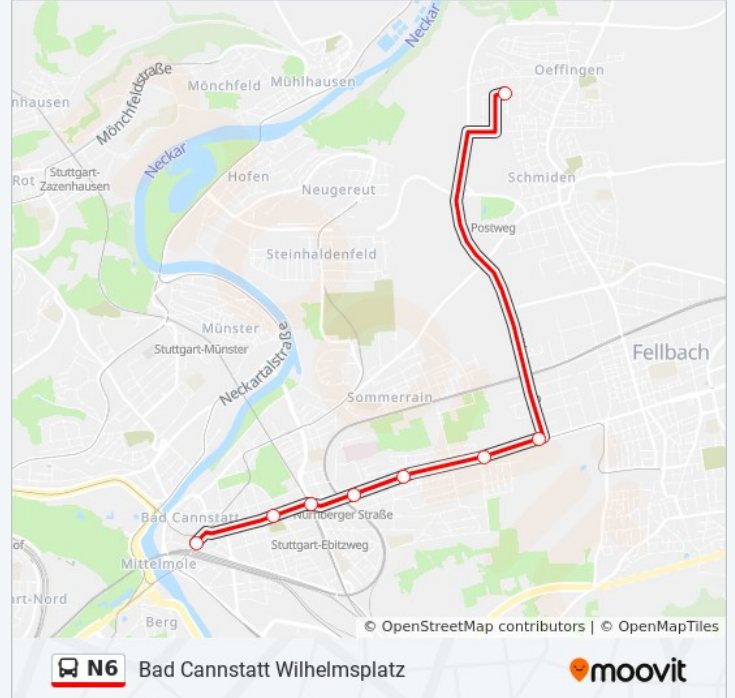 Neckar
Oeffingen
Mönchfeld
Mühlhausen
Mönchfeldstraße
nhausen
Neckar
Stuttgart-
Zazenhausen
Rot
Hofen
Neugereut
Schmiden
Postweg
Steinhaldenfeld
Münster
Stuttgart-Münster
Neckartalstraße
Fellbach
Sommerrain
Bad Cannstatt
Nürnberger Straße
Stuttgart-Ebitzweg
Mittelmole
rt-Nord
Berg
© OpenStreetMap contributors | © OpenMapTiles
N6 Bad Cannstatt Wilhelmsplatz
moovit